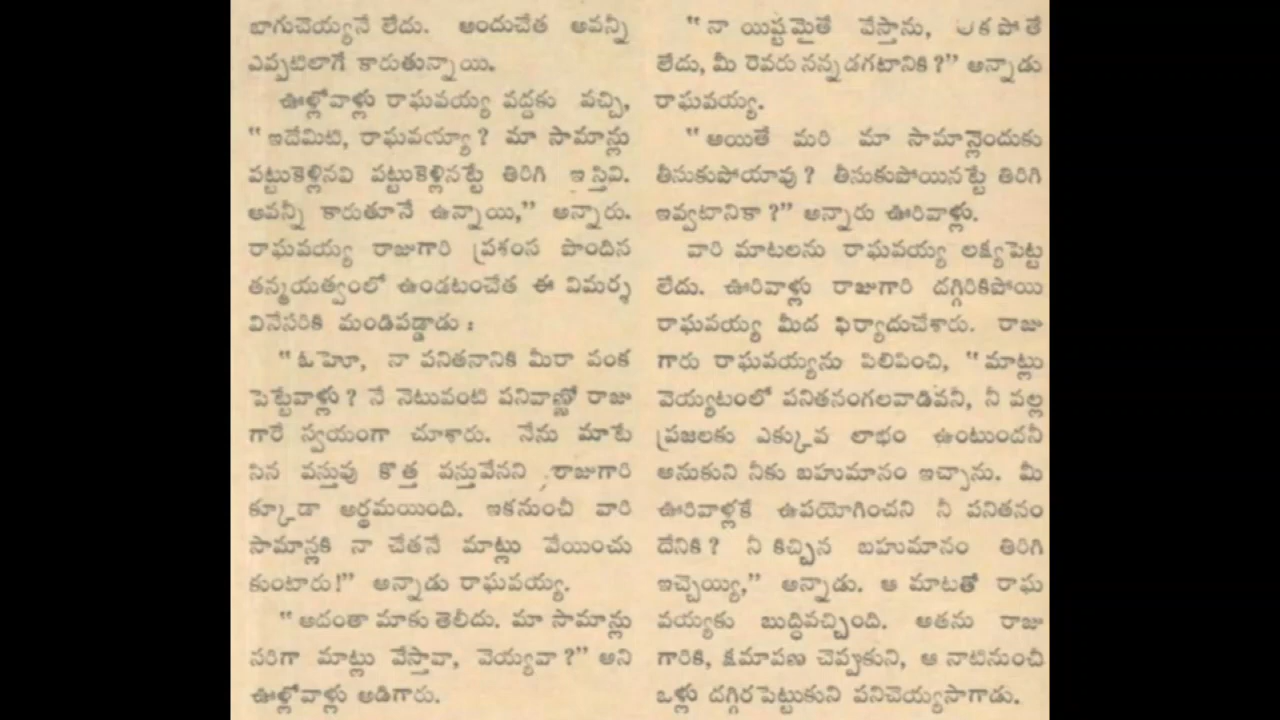 బాగుచెయ్యనే లేదు. అందుచేత అవన్నీ
ఎప్పటిలాగే కారుతున్నాయి.
ఊళ్లోవాళ్లు రాఘవయ్య వద్దకు వచ్చి,
“ ఇదేమిటి, రాఘవయ్యా ? మా సామాన్లు
పట్టుకెళ్లినవి పట్టుకెళ్లినట్టే తిరిగి ఇస్తివి.
అవన్నీ కారుతూనే ఉన్నాయి,” అన్నారు.
రాఘవయ్య రాజుగారి ప్రశంస పొందిన
తన్మయత్వంలో ఉండటంచేత ఈ విమర్శ
వినేసరికి మండిపడ్డాడు :
“ ఓహో, నా పనితనానికి మీరా వంక
పెట్టేవాళ్లు ? నే నెటువంటి పనివాణ్ణో రాజు
గారే స్వయంగా చూశారు. నేను మాటే
సిన వస్తువు కొత్త వస్తువేనని రాజుగారి
క్కూడా అర్థమయింది. ఇకనుంచీ వారి
సామాన్లకి నా చేతనే మాట్లు వేయించు
కుంటారు!” అన్నాడు రాఘవయ్య.
“ అదంతా మాకు తెలీదు. మా సామాన్లు
సరిగా మాట్లు వేస్తావా, వెయ్యవా ?” అని
ఊళ్లోవాళ్లు అడిగారు.
“ నా యిష్టమైతే వేస్తాను, లేకపోతే
లేదు, మీ రెవరు నన్నడగటానికి ?” అన్నాడు
రాఘవయ్య.
“ అయితే మరి మా సామాన్లెందుకు
తీసుకుపోయావు ? తీసుకుపోయినట్టే తిరిగి
ఇవ్వటానికా ?” అన్నారు ఊరివాళ్లు.
వారి మాటలను రాఘవయ్య లక్ష్యపెట్ట
లేదు. ఊరివాళ్లు రాజుగారి దగ్గిరికిపోయి
రాఘవయ్య మీద ఫిర్యాదుచేశారు. రాజు
గారు రాఘవయ్యను పిలిపించి, “ మాట్లు
వెయ్యటంలో పనితనంగలవాడివనీ, నీ వల్ల
ప్రజలకు ఎక్కువ లాభం ఉంటుందనీ
అనుకుని నీకు బహుమానం ఇచ్చాను. మీ
ఊరివాళ్లకే ఉపయోగించని నీ పనితనం
దేనికి ? నీ కిచ్చిన బహుమానం తిరిగి
ఇచ్చెయ్యి,” అన్నాడు. ఆ మాటతో రాఘ
వయ్యకు బుద్ధివచ్చింది. అతను రాజు
గారికి, క్షమాపణ చెప్పుకుని, ఆ నాటినుంచీ
ఒళ్లు దగ్గిరపెట్టుకుని పనిచెయ్యసాగాడు.